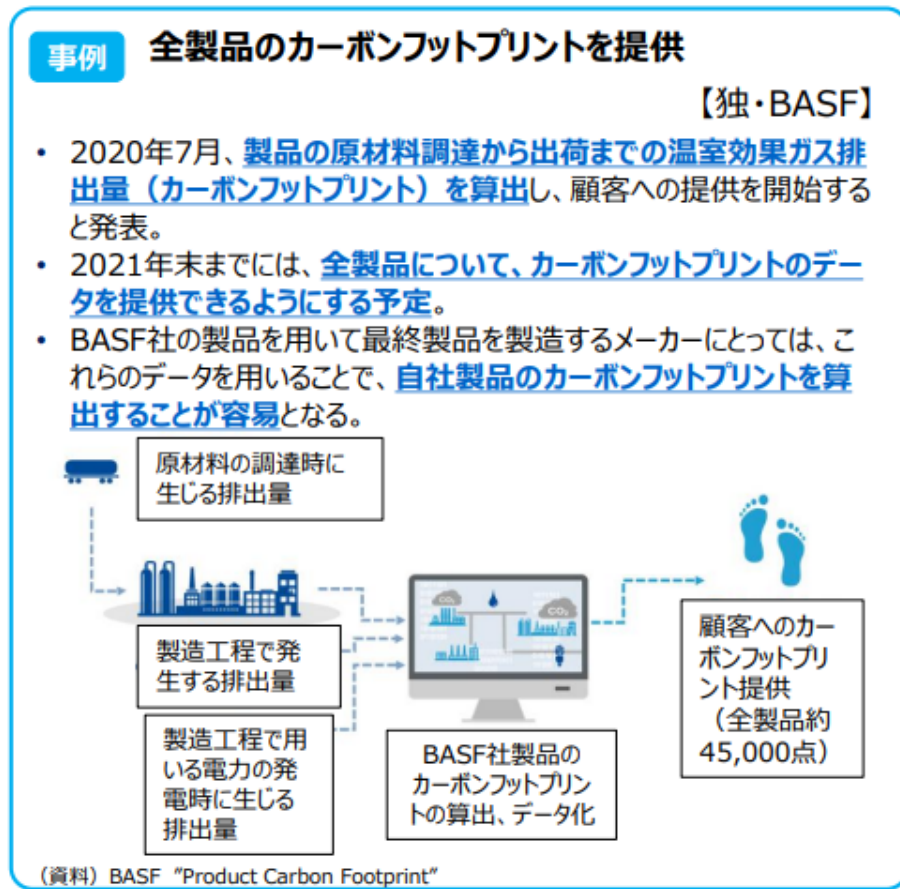 事例
全製品のカーボンフットプリントを提供
【独・BASF】
• 2020年7月、製品の原材料調達から出荷までの温室効果ガス排
出量（カーボンフットプリント）を算出し、顧客への提供を開始する
と発表。
• 2021年末までには、全製品について、カーボンフットプリントのデー
タを提供できるようにする予定。
• BASF社の製品を用いて最終製品を製造するメーカーにとっては、こ
れらのデータを用いることで、自社製品のカーボンフットプリントを算
出することが容易となる。
原材料の調達時に
生じる排出量
製造工程で発
生する排出量
製造工程で用
いる電力の発
電時に生じる
排出量
CO₂
CO₂
BASF社製品の
カーボンフットプリン
トの算出、データ化
顧客へのカー
ボンフットプリ
ント提供
（全製品約
45,000点）
（資料）BASF "Product Carbon Footprint"